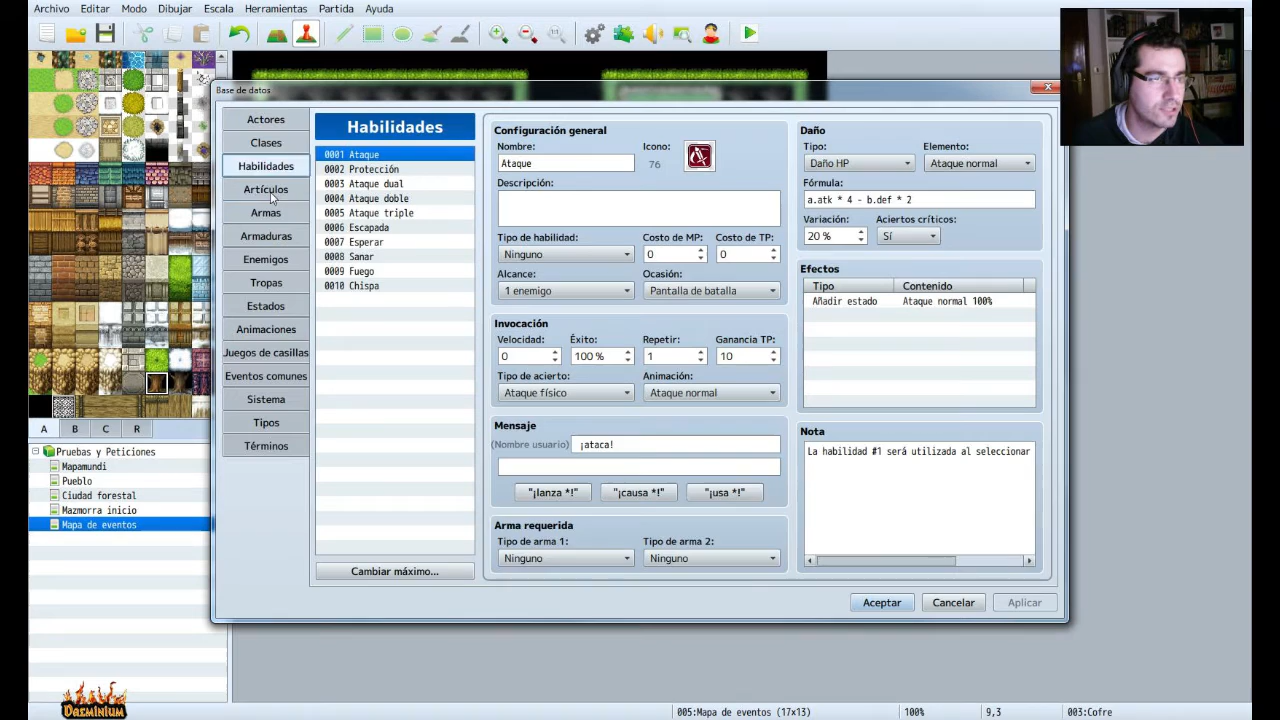 Archivo Editar Modo Dibujar Escala Herramientas Partida Ayuda
Base de datos
Actores
Clases
Habilidades
Artículos
Armas
Armaduras
Enemigos
Tropas
Estados
Animaciones
Juegos de casillas
Eventos comunes
Sistema
Tipos
Términos
Habilidades
0001 Ataque
0002 Protección
0003 Ataque dual
0004 Ataque doble
0005 Ataque triple
0006 Escapada
0007 Esperar
0008 Sanar
0009 Fuego
0010 Chispa
Cambiar máximo...
Configuración general
Nombre: Icono:
Ataque 76
Descripción:
Tipo de habilidad: Costo de MP: Costo de TP:
Ninguno 0 0
Alcance: Ocasión:
1 enemigo Pantalla de batalla
Invocación
Velocidad: Éxito: Repetir: Ganancia TP:
0 100 % 1 10
Tipo de acierto: Animación:
Ataque físico Ataque normal
Mensaje
(Nombre usuario) ¡ataca!
"¡lanza *!" "¡causa *!" "¡usa *!"
Arma requerida
Tipo de arma 1: Tipo de arma 2:
Ninguno Ninguno
Daño
Tipo: Elemento:
Daño HP Ataque normal
Fórmula:
a.atk * 4 - b.def * 2
Variación: Aciertos críticos:
20 % Sí
Efectos
Tipo Contenido
Añadir estado Ataque normal 100%
Nota
La habilidad #1 será utilizada al seleccionar
Aceptar Cancelar Aplicar
A B C R
Pruebas y Peticiones
Mapamundi
Pueblo
Ciudad forestal
Mazmorra inicio
Mapa de eventos
Dasminium
005:Mapa de eventos (17x13) 100% 9,3 003:Cofre